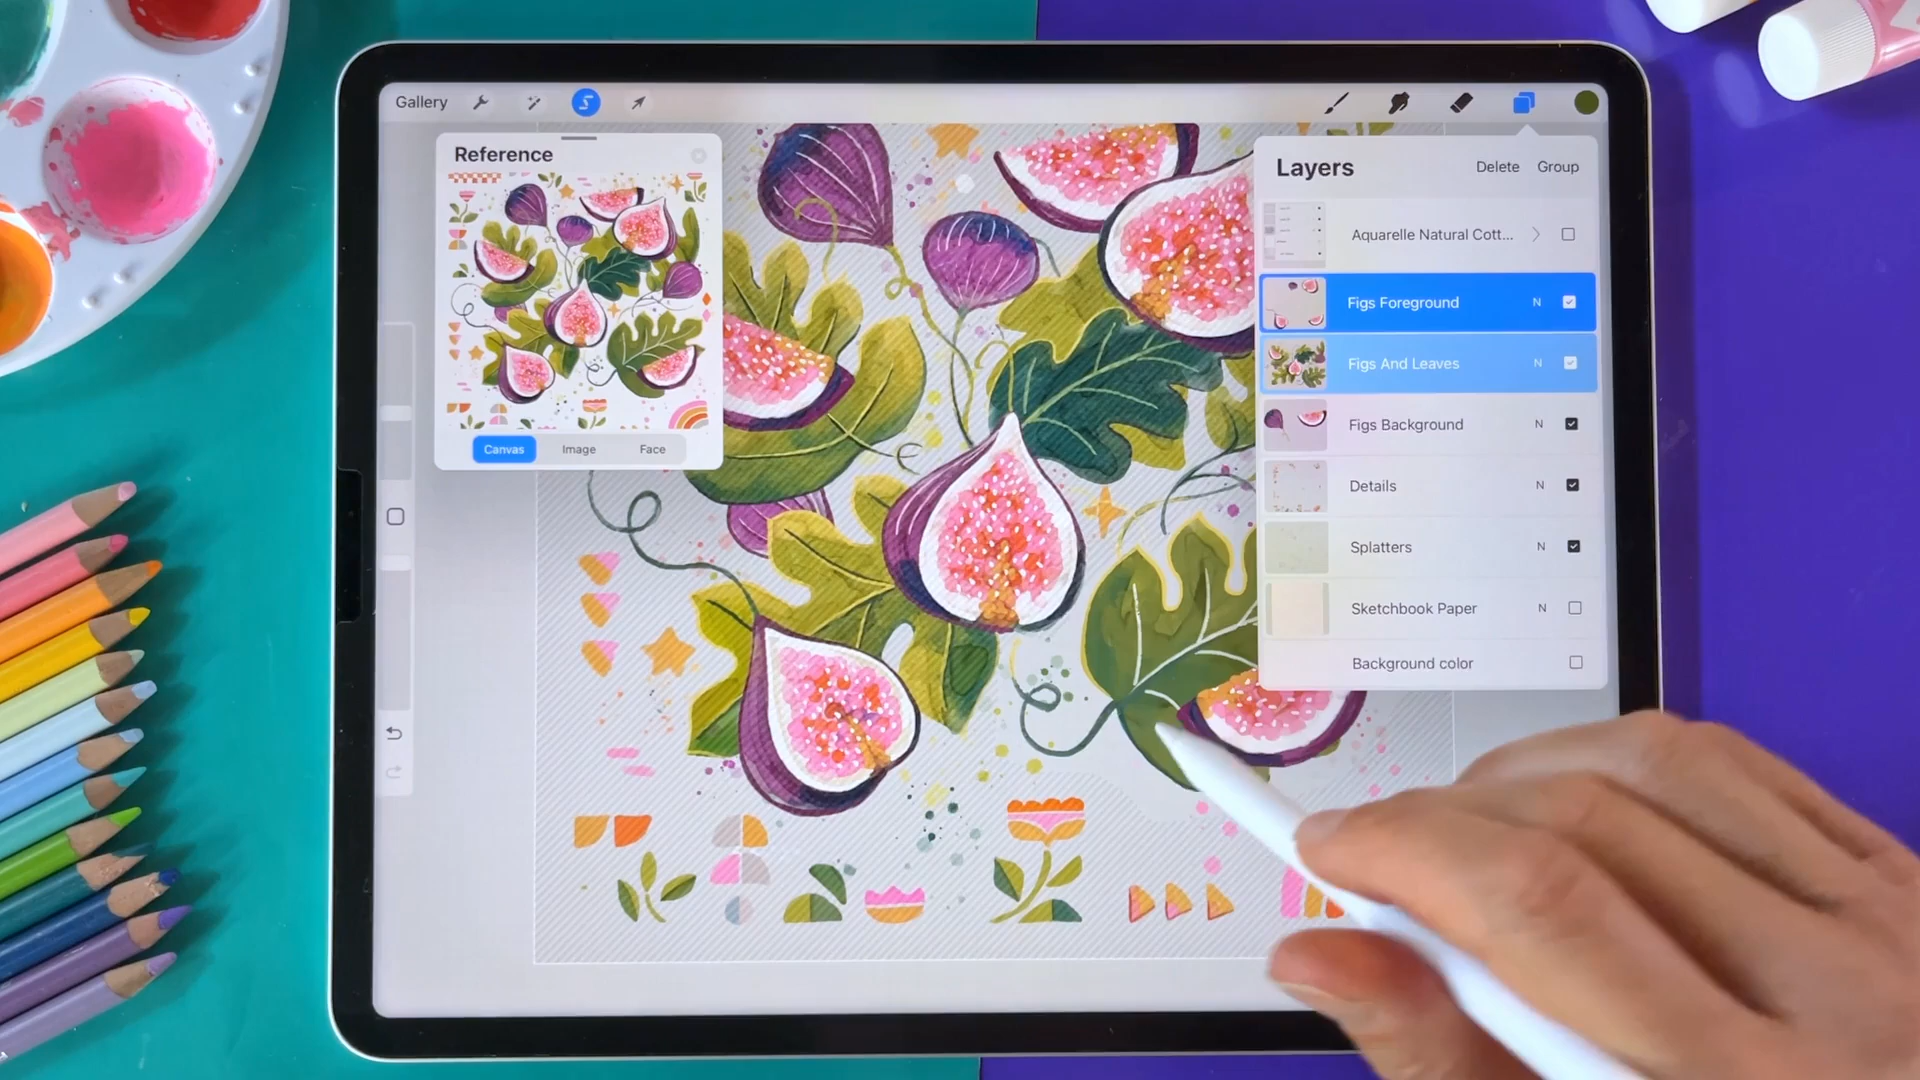 Gallery
Reference
Canvas Image Face
Layers Delete Group
Aquarelle Natural Cott...
Figs Foreground N
Figs And Leaves N
Figs Background N
Details N
Splatters N
Sketchbook Paper N
Background color